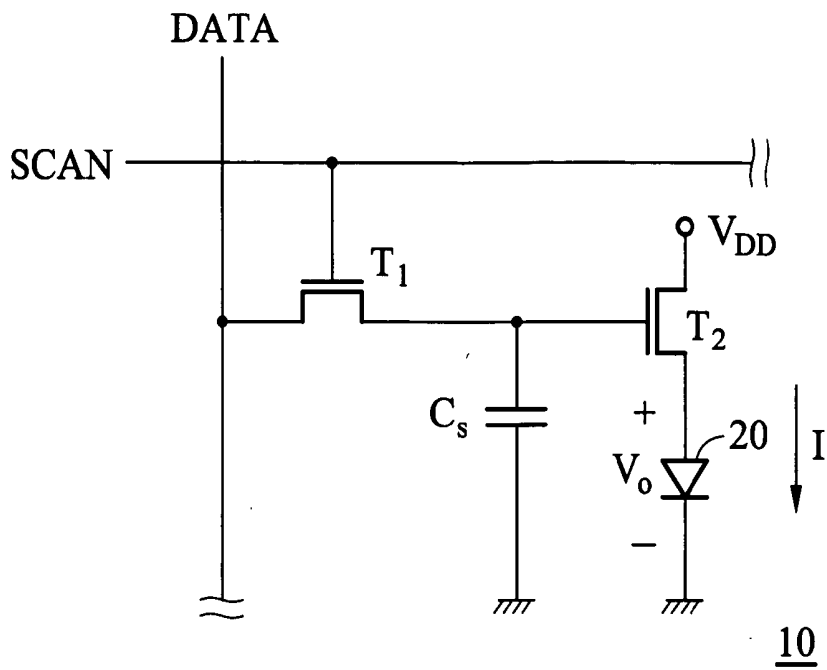 DATA
SCAN
V_DD
T_1
T_2
C_s
+
20
V_o
I
−
10